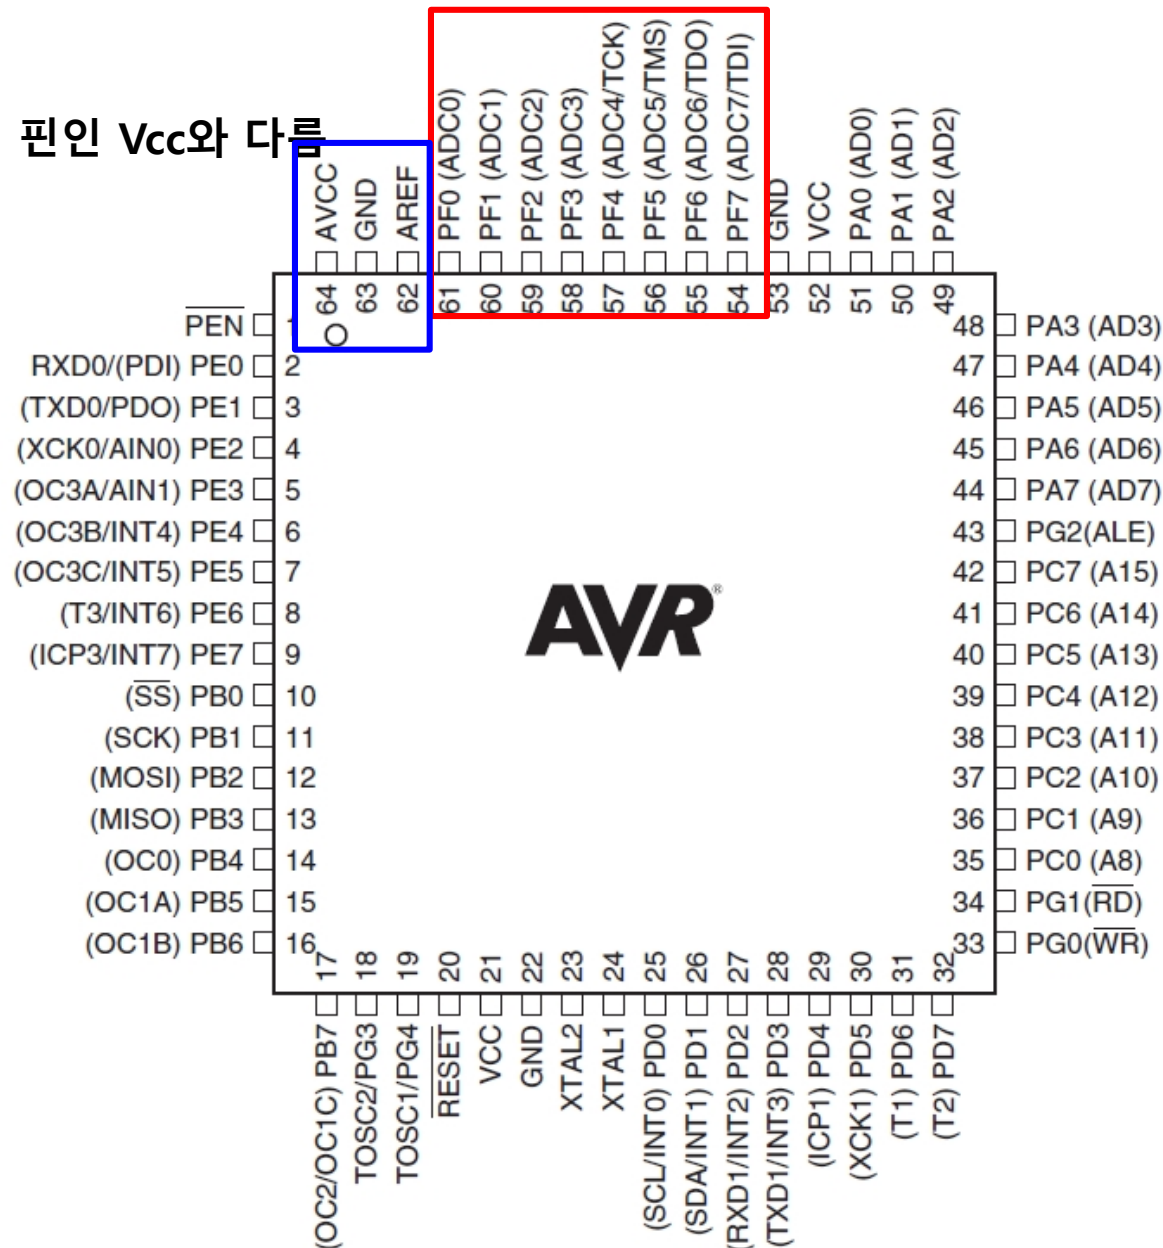 핀인 Vcc와 다름
AVCC
GND
AREF
PF0 (ADC0)
PF1 (ADC1)
PF2 (ADC2)
PF3 (ADC3)
PF4 (ADC4/TCK)
PF5 (ADC5/TMS)
PF6 (ADC6/TDO)
PF7 (ADC7/TDI)
GND
VCC
PA0 (AD0)
PA1 (AD1)
PA2 (AD2)
64
63
62
61
60
59
58
57
56
55
54
53
52
51
50
49
PEN 1
RXD0/(PDI) PE0 2
(TXD0/PDO) PE1 3
(XCK0/AIN0) PE2 4
(OC3A/AIN1) PE3 5
(OC3B/INT4) PE4 6
(OC3C/INT5) PE5 7
(T3/INT6) PE6 8
(ICP3/INT7) PE7 9
(SS) PB0 10
(SCK) PB1 11
(MOSI) PB2 12
(MISO) PB3 13
(OC0) PB4 14
(OC1A) PB5 15
(OC1B) PB6 16
AVR®
48 PA3 (AD3)
47 PA4 (AD4)
46 PA5 (AD5)
45 PA6 (AD6)
44 PA7 (AD7)
43 PG2(ALE)
42 PC7 (A15)
41 PC6 (A14)
40 PC5 (A13)
39 PC4 (A12)
38 PC3 (A11)
37 PC2 (A10)
36 PC1 (A9)
35 PC0 (A8)
34 PG1(RD)
33 PG0(WR)
17
18
19
20
21
22
23
24
25
26
27
28
29
30
31
32
(OC2/OC1C) PB7
TOSC2/PG3
TOSC1/PG4
RESET
VCC
GND
XTAL2
XTAL1
(SCL/INT0) PD0
(SDA/INT1) PD1
(RXD1/INT2) PD2
(TXD1/INT3) PD3
(ICP1) PD4
(XCK1) PD5
(T1) PD6
(T2) PD7